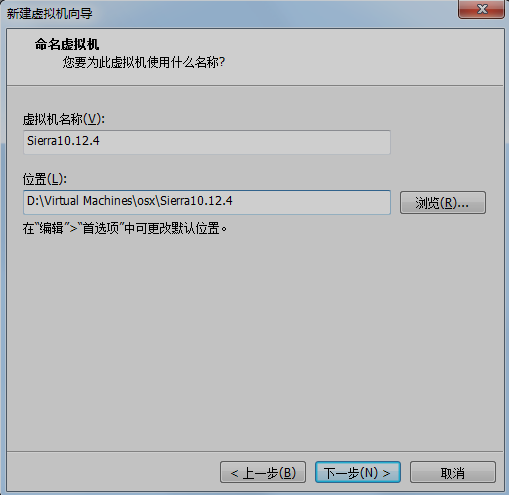 新建虚拟机向导
命名虚拟机
您要为此虚拟机使用什么名称?
虚拟机名称(V):
Sierra10.12.4
位置(L):
D:\Virtual Machines\osx\Sierra10.12.4
浏览(R)...
在“编辑”>“首选项”中可更改默认位置。
< 上一步(B)
下一步(N) >
取消